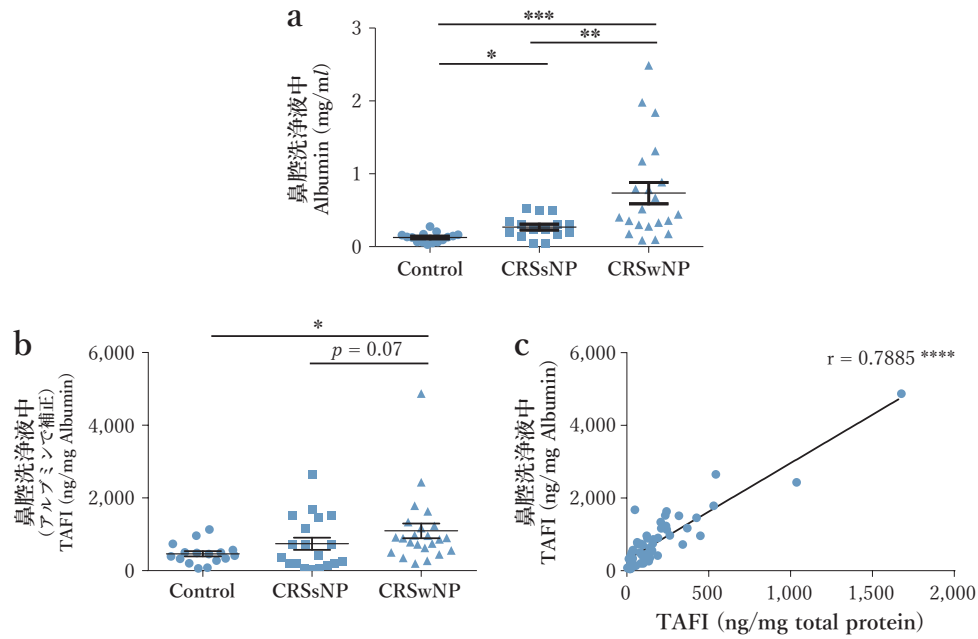 a
***
**
*
3
2
1
0
鼻腔洗浄液中
Albumin (mg/ml)
Control
CRSsNP
CRSwNP
b
*
p = 0.07
6,000
4,000
2,000
0
鼻腔洗浄液中
(アルブミンで補正)
TAFI (ng/mg Albumin)
Control
CRSsNP
CRSwNP
c
r = 0.7885 ****
6,000
4,000
2,000
0
鼻腔洗浄液中
TAFI (ng/mg Albumin)
0 500 1,000 1,500 2,000
TAFI (ng/mg total protein)